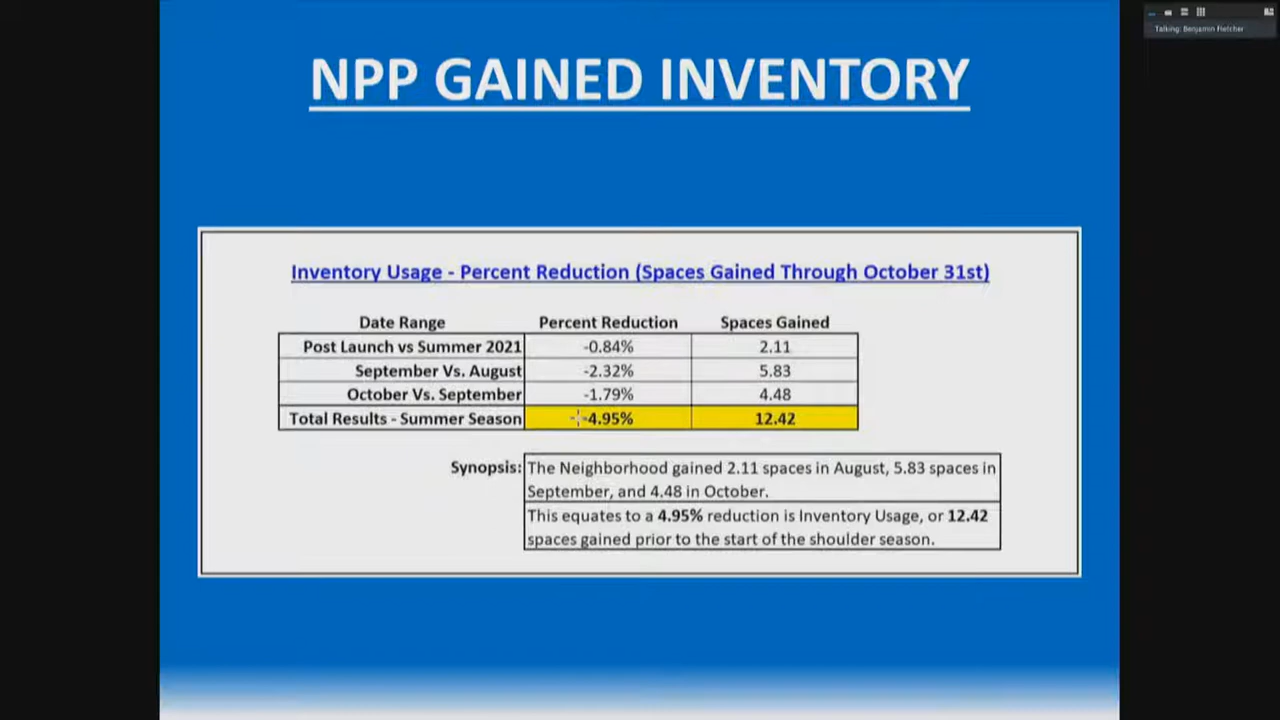 Talking: Benjamin Fletcher
NPP GAINED INVENTORY
Inventory Usage - Percent Reduction (Spaces Gained Through October 31st)
Date Range Percent Reduction Spaces Gained
Post Launch vs Summer 2021 -0.84% 2.11
September Vs. August -2.32% 5.83
October Vs. September -1.79% 4.48
Total Results - Summer Season -4.95% 12.42
Synopsis: The Neighborhood gained 2.11 spaces in August, 5.83 spaces in
September, and 4.48 in October.
This equates to a 4.95% reduction is Inventory Usage, or 12.42
spaces gained prior to the start of the shoulder season.